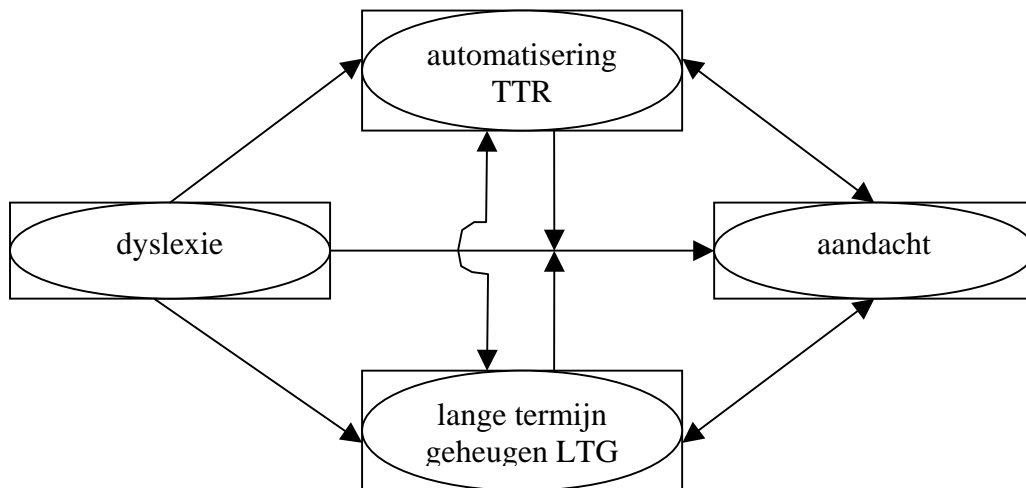 automatisering
TTR
dyslexie
aandacht
lange termijn
geheugen LTG